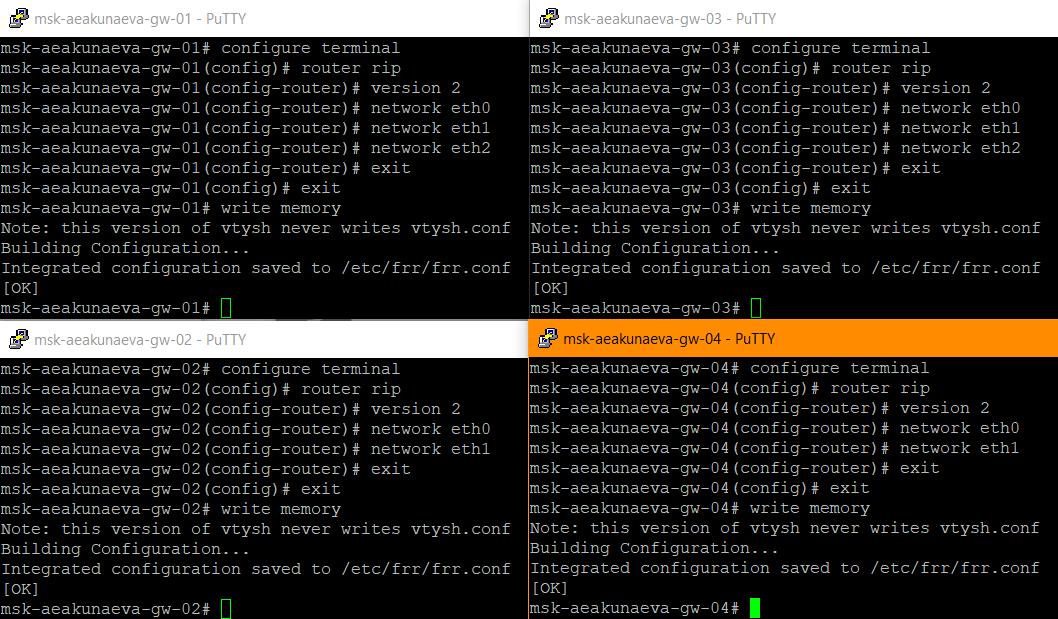 msk-aeakunaeva-gw-01 - PuTTY
msk-aeakunaeva-gw-01# configure terminal
msk-aeakunaeva-gw-01(config)# router rip
msk-aeakunaeva-gw-01(config-router)# version 2
msk-aeakunaeva-gw-01(config-router)# network eth0
msk-aeakunaeva-gw-01(config-router)# network eth1
msk-aeakunaeva-gw-01(config-router)# network eth2
msk-aeakunaeva-gw-01(config-router)# exit
msk-aeakunaeva-gw-01(config)# exit
msk-aeakunaeva-gw-01# write memory
Note: this version of vtysh never writes vtysh.conf
Building Configuration...
Integrated configuration saved to /etc/frr/frr.conf
[OK]
msk-aeakunaeva-gw-01#
msk-aeakunaeva-gw-03 - PuTTY
msk-aeakunaeva-gw-03# configure terminal
msk-aeakunaeva-gw-03(config)# router rip
msk-aeakunaeva-gw-03(config-router)# version 2
msk-aeakunaeva-gw-03(config-router)# network eth0
msk-aeakunaeva-gw-03(config-router)# network eth1
msk-aeakunaeva-gw-03(config-router)# network eth2
msk-aeakunaeva-gw-03(config-router)# exit
msk-aeakunaeva-gw-03(config)# exit
msk-aeakunaeva-gw-03# write memory
Note: this version of vtysh never writes vtysh.conf
Building Configuration...
Integrated configuration saved to /etc/frr/frr.conf
[OK]
msk-aeakunaeva-gw-03#
msk-aeakunaeva-gw-02 - PuTTY
msk-aeakunaeva-gw-02# configure terminal
msk-aeakunaeva-gw-02(config)# router rip
msk-aeakunaeva-gw-02(config-router)# version 2
msk-aeakunaeva-gw-02(config-router)# network eth0
msk-aeakunaeva-gw-02(config-router)# network eth1
msk-aeakunaeva-gw-02(config-router)# exit
msk-aeakunaeva-gw-02(config)# exit
msk-aeakunaeva-gw-02# write memory
Note: this version of vtysh never writes vtysh.conf
Building Configuration...
Integrated configuration saved to /etc/frr/frr.conf
[OK]
msk-aeakunaeva-gw-02#
msk-aeakunaeva-gw-04 - PuTTY
msk-aeakunaeva-gw-04# configure terminal
msk-aeakunaeva-gw-04(config)# router rip
msk-aeakunaeva-gw-04(config-router)# version 2
msk-aeakunaeva-gw-04(config-router)# network eth0
msk-aeakunaeva-gw-04(config-router)# network eth1
msk-aeakunaeva-gw-04(config-router)# exit
msk-aeakunaeva-gw-04(config)# exit
msk-aeakunaeva-gw-04# write memory
Note: this version of vtysh never writes vtysh.conf
Building Configuration...
Integrated configuration saved to /etc/frr/frr.conf
[OK]
msk-aeakunaeva-gw-04#